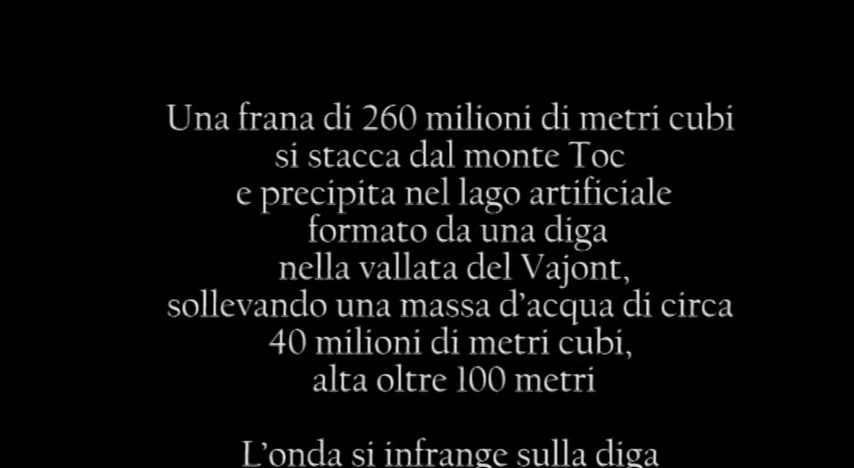 Una frana di 260 milioni di metri cubi
si stacca dal monte Toc
e precipita nel lago artificiale
formato da una diga
nella vallata del Vajont,
sollevando una massa d’acqua di circa
40 milioni di metri cubi,
alta oltre 100 metri
L’onda si infrange sulla diga